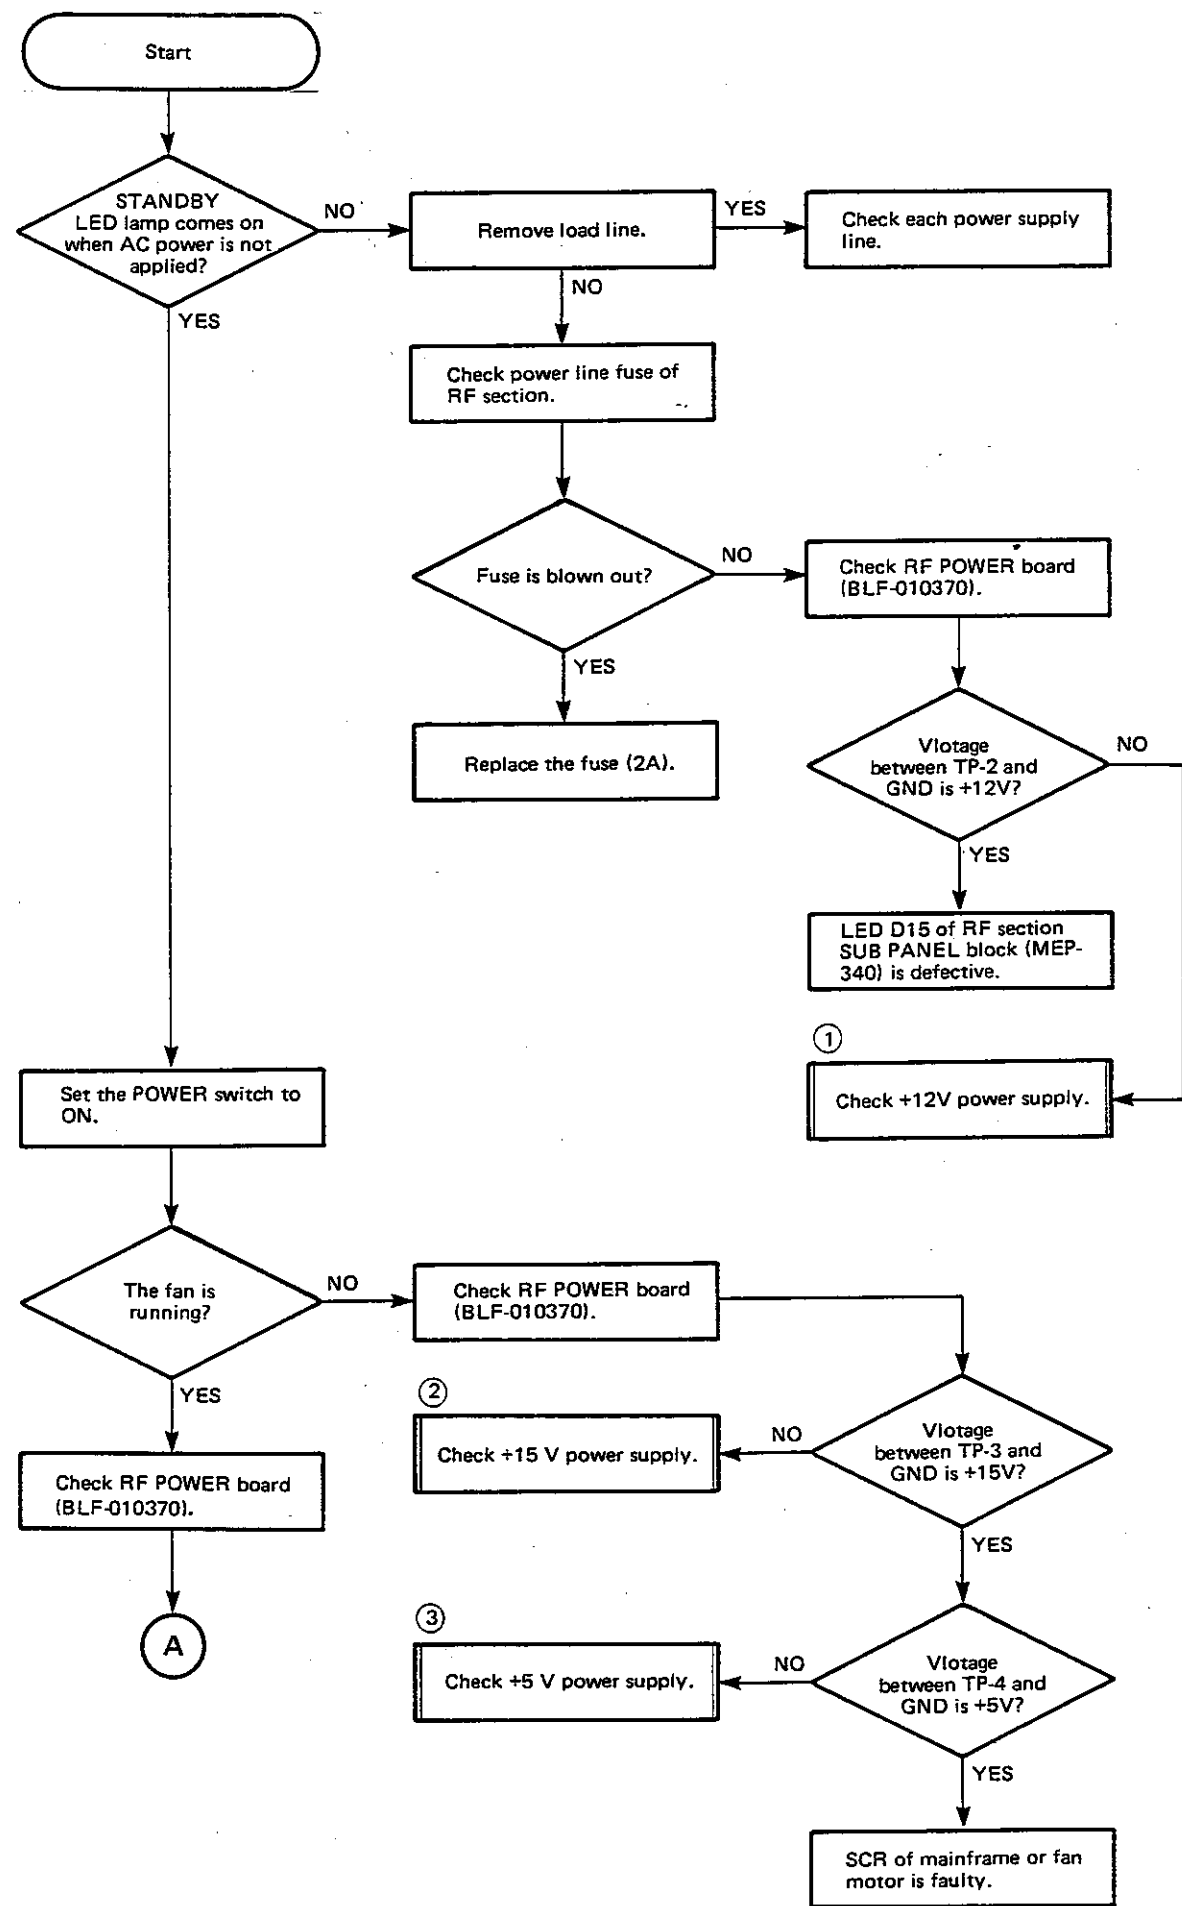 Start
STANDBY
LED lamp comes on
when AC power is not
applied?
NO
Remove load line.
YES
Check each power supply
line.
YES
NO
Check power line fuse of
RF section.
Fuse is blown out?
NO
Check RF POWER board
(BLF-010370).
YES
Replace the fuse (2A).
Vlotage
between TP-2 and
GND is +12V?
NO
YES
LED D15 of RF section
SUB PANEL block (MEP-
340) is defective.
1
Check +12V power supply.
Set the POWER switch to
ON.
The fan is
running?
NO
Check RF POWER board
(BLF-010370).
YES
Check RF POWER board
(BLF-010370).
A
2
Check +15 V power supply.
NO
Vlotage
between TP-3 and
GND is +15V?
YES
3
Check +5 V power supply.
NO
Vlotage
between TP-4 and
GND is +5V?
YES
SCR of mainframe or fan
motor is faulty.